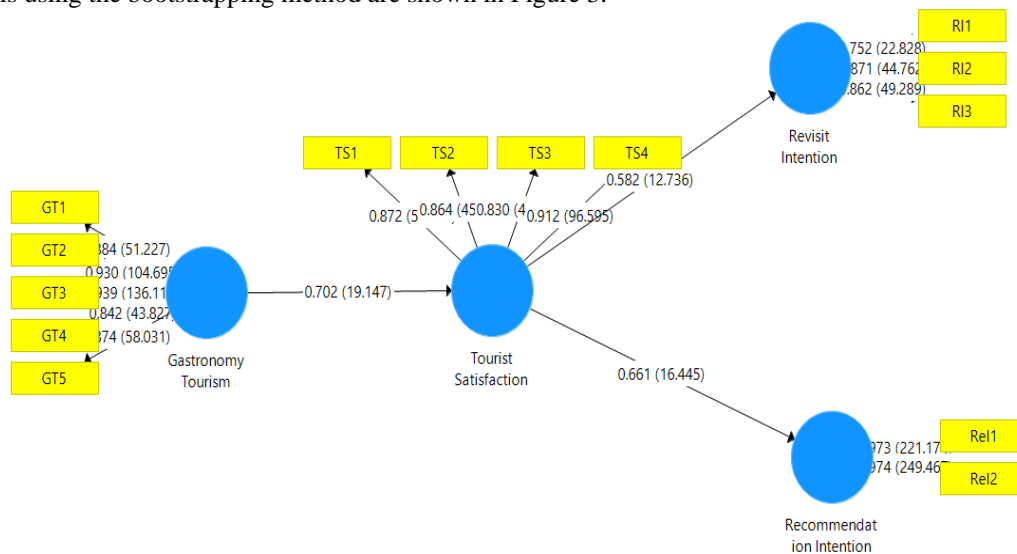 is using the bootstrapping method are shown in Figure 3.
RI1
752 (22.828)
RI2
871 (44.762
.862 (49.289)
RI3
Revisit
Intention
TS1
TS2
TS3
TS4
0.582 (12.736)
0.872 (5
0.864 (45
0.830 (4
0.912 (96.595)
GT1
GT2
GT3
GT4
GT5
384 (51.227)
0.930 (104.695
939 (136.11
0.842 (43.827
374 (58.031)
Gastronomy
Tourism
0.702 (19.147)
Tourist
Satisfaction
0.661 (16.445)
Rel1
973 (221.17
Rel2
974 (249.467
Recommendat
ion Intention